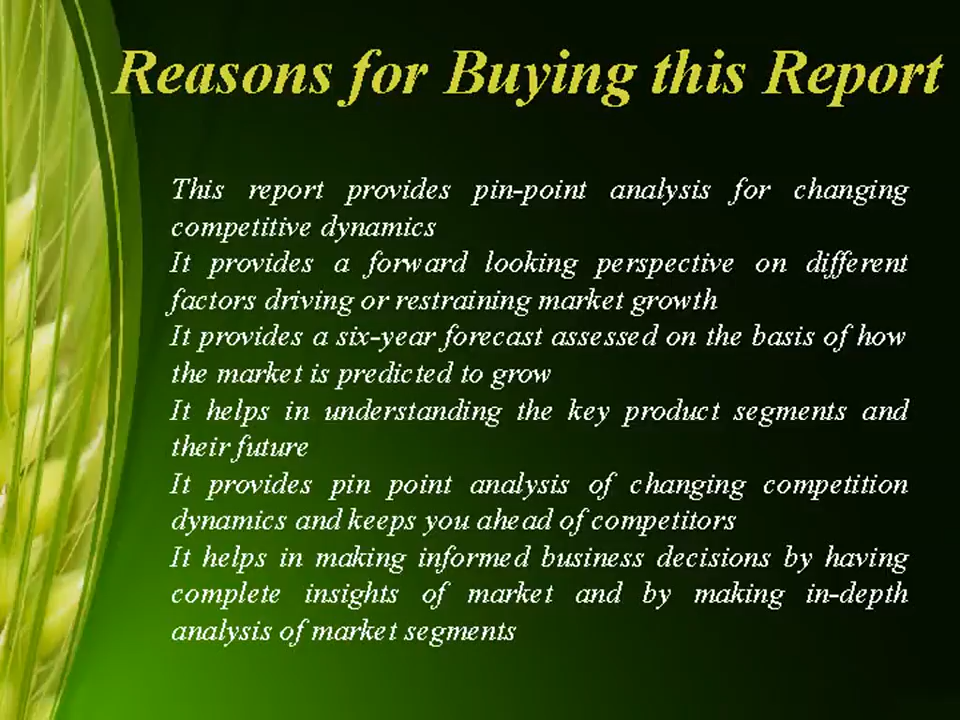 Reasons for Buying this Report
This report provides pin-point analysis for changing
competitive dynamics
It provides a forward looking perspective on different
factors driving or restraining market growth
It provides a six-year forecast assessed on the basis of how
the market is predicted to grow
It helps in understanding the key product segments and
their future
It provides pin point analysis of changing competition
dynamics and keeps you ahead of competitors
It helps in making informed business decisions by having
complete insights of market and by making in-depth
analysis of market segments